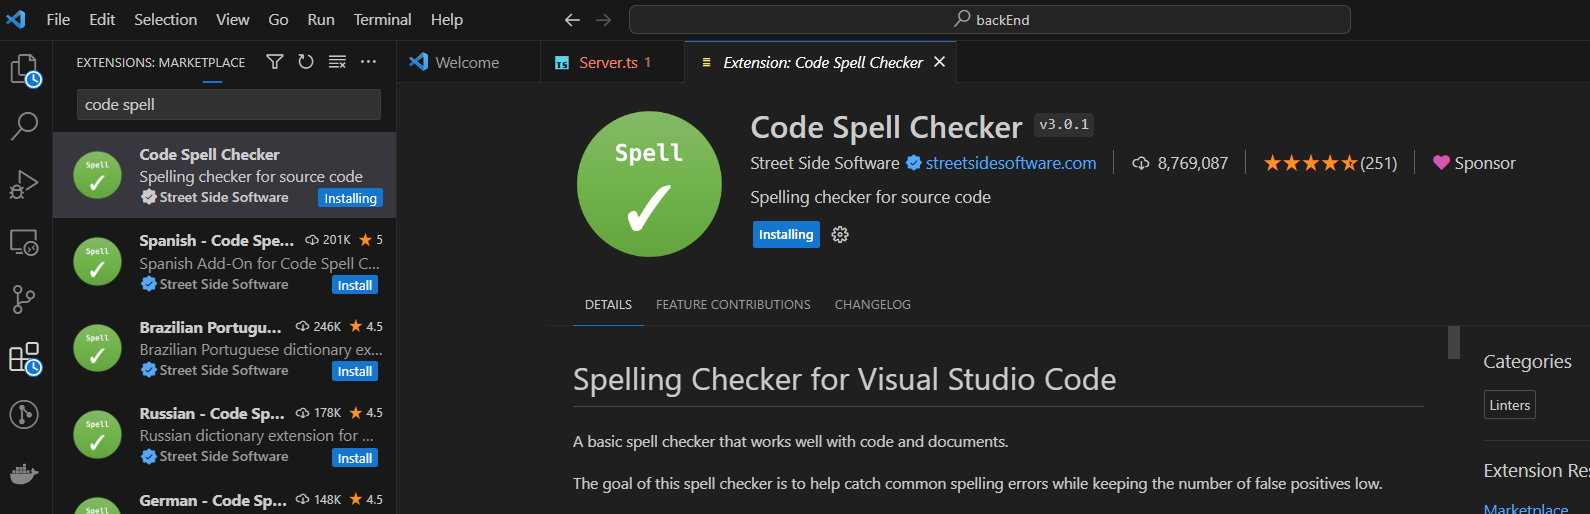 File Edit Selection View Go Run Terminal Help
backEnd
EXTENSIONS: MARKETPLACE
code spell
Code Spell Checker
Spelling checker for source code
Street Side Software Installing
Spanish - Code Spe... 201K 5
Spanish Add-On for Code Spell C...
Street Side Software Install
Brazilian Portugu... 246K 4.5
Brazilian Portuguese dictionary ex...
Street Side Software Install
Russian - Code Sp... 178K 4.5
Russian dictionary extension for ...
Street Side Software Install
German - Code Sp... 148K 4.5
Spell
Spell
Spell
Spell
Spell
Welcome
TS Server.ts 1
Extension: Code Spell Checker
Spell
Code Spell Checker v3.0.1
Street Side Software streetsidesoftware.com 8,769,087 (251) Sponsor
Spelling checker for source code
Installing
DETAILS FEATURE CONTRIBUTIONS CHANGELOG
Spelling Checker for Visual Studio Code
A basic spell checker that works well with code and documents.
The goal of this spell checker is to help catch common spelling errors while keeping the number of false positives low.
Categories
Linters
Extension Res
Marketplace